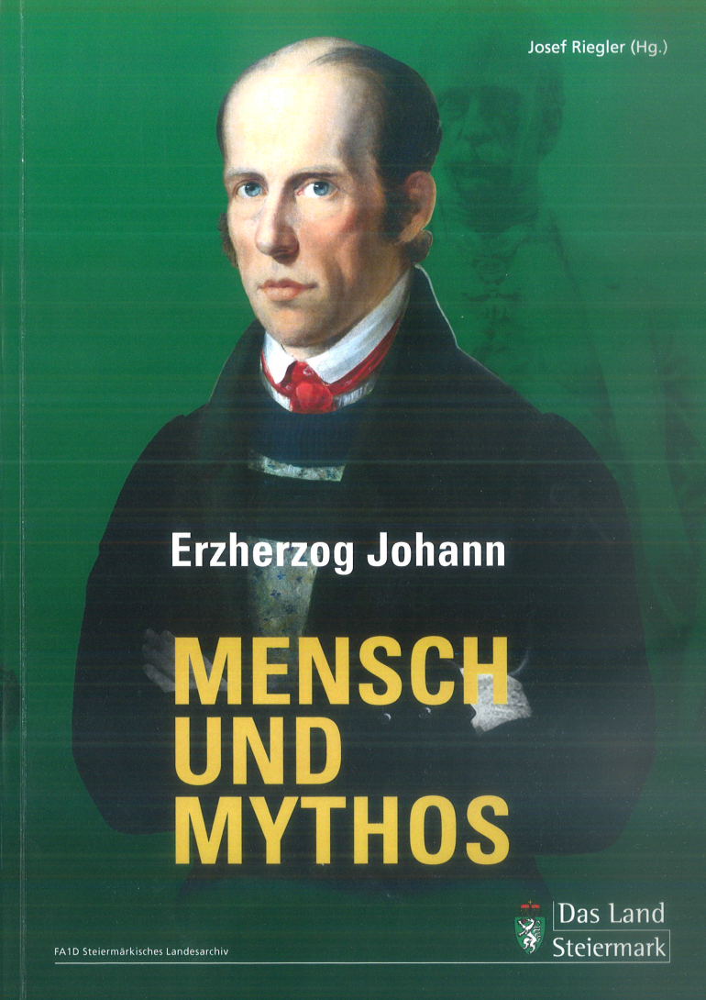 Josef Riegler (Hg.)
Erzherzog Johann
MENSCH
UND
MYTHOS
FA1D Steiermärkisches Landesarchiv
Das Land
Steiermark